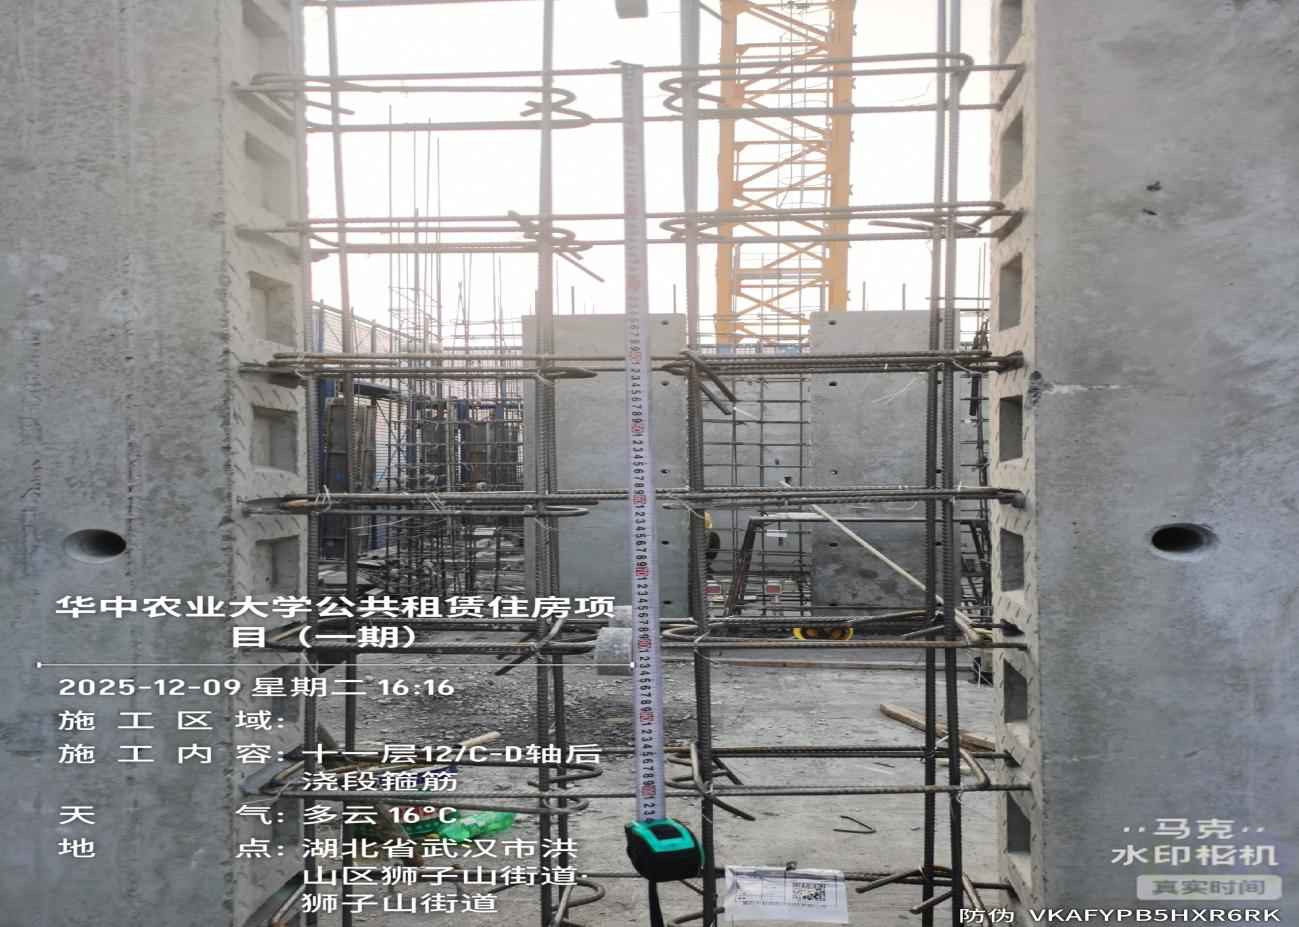 华中农业大学公共租赁住房项
目（一期）
2025-12-09 星期二 16:16
施工区域：
施工内容：十一层12/C-D轴后
浇段箍筋
天气：多云 16°C
地点：湖北省武汉市洪
山区狮子山街道·
狮子山街道
马克
水印相机
真实时间
防伪 VKAFYPB5HXR6RK